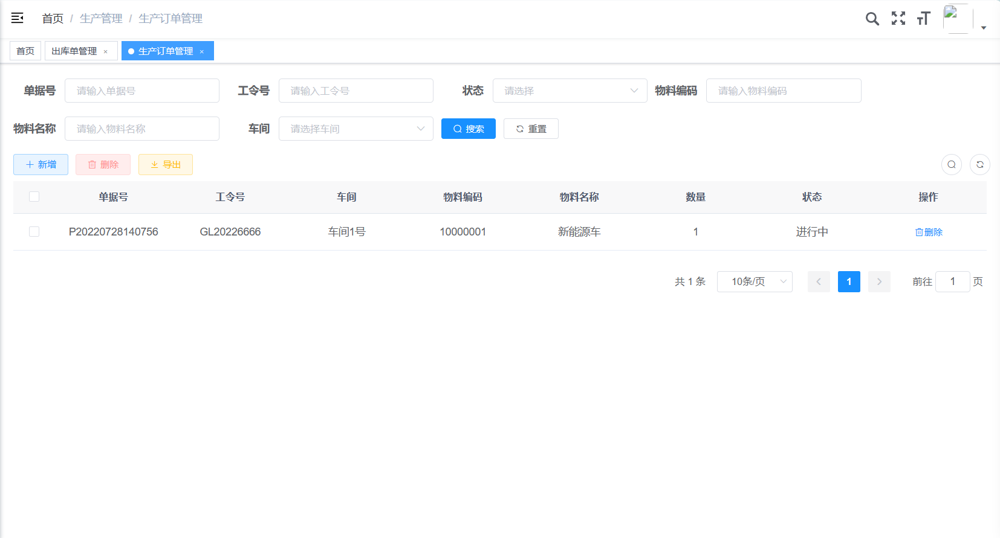 首页 / 生产管理 / 生产订单管理
首页 出库单管理 × 生产订单管理 ×
单据号 请输入单据号 工令号 请输入工令号 状态 请选择 物料编码 请输入物料编码
物料名称 请输入物料名称 车间 请选择车间 搜索 重置
新增 删除 导出
单据号 工令号 车间 物料编码 物料名称 数量 状态 操作
P20220728140756 GL20226666 车间1号 10000001 新能源车 1 进行中 删除
共 1 条 10条/页 1 前往 1 页